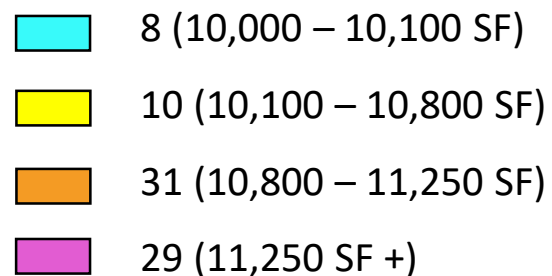 8 (10,000 – 10,100 SF)
10 (10,100 – 10,800 SF)
31 (10,800 – 11,250 SF)
29 (11,250 SF +)